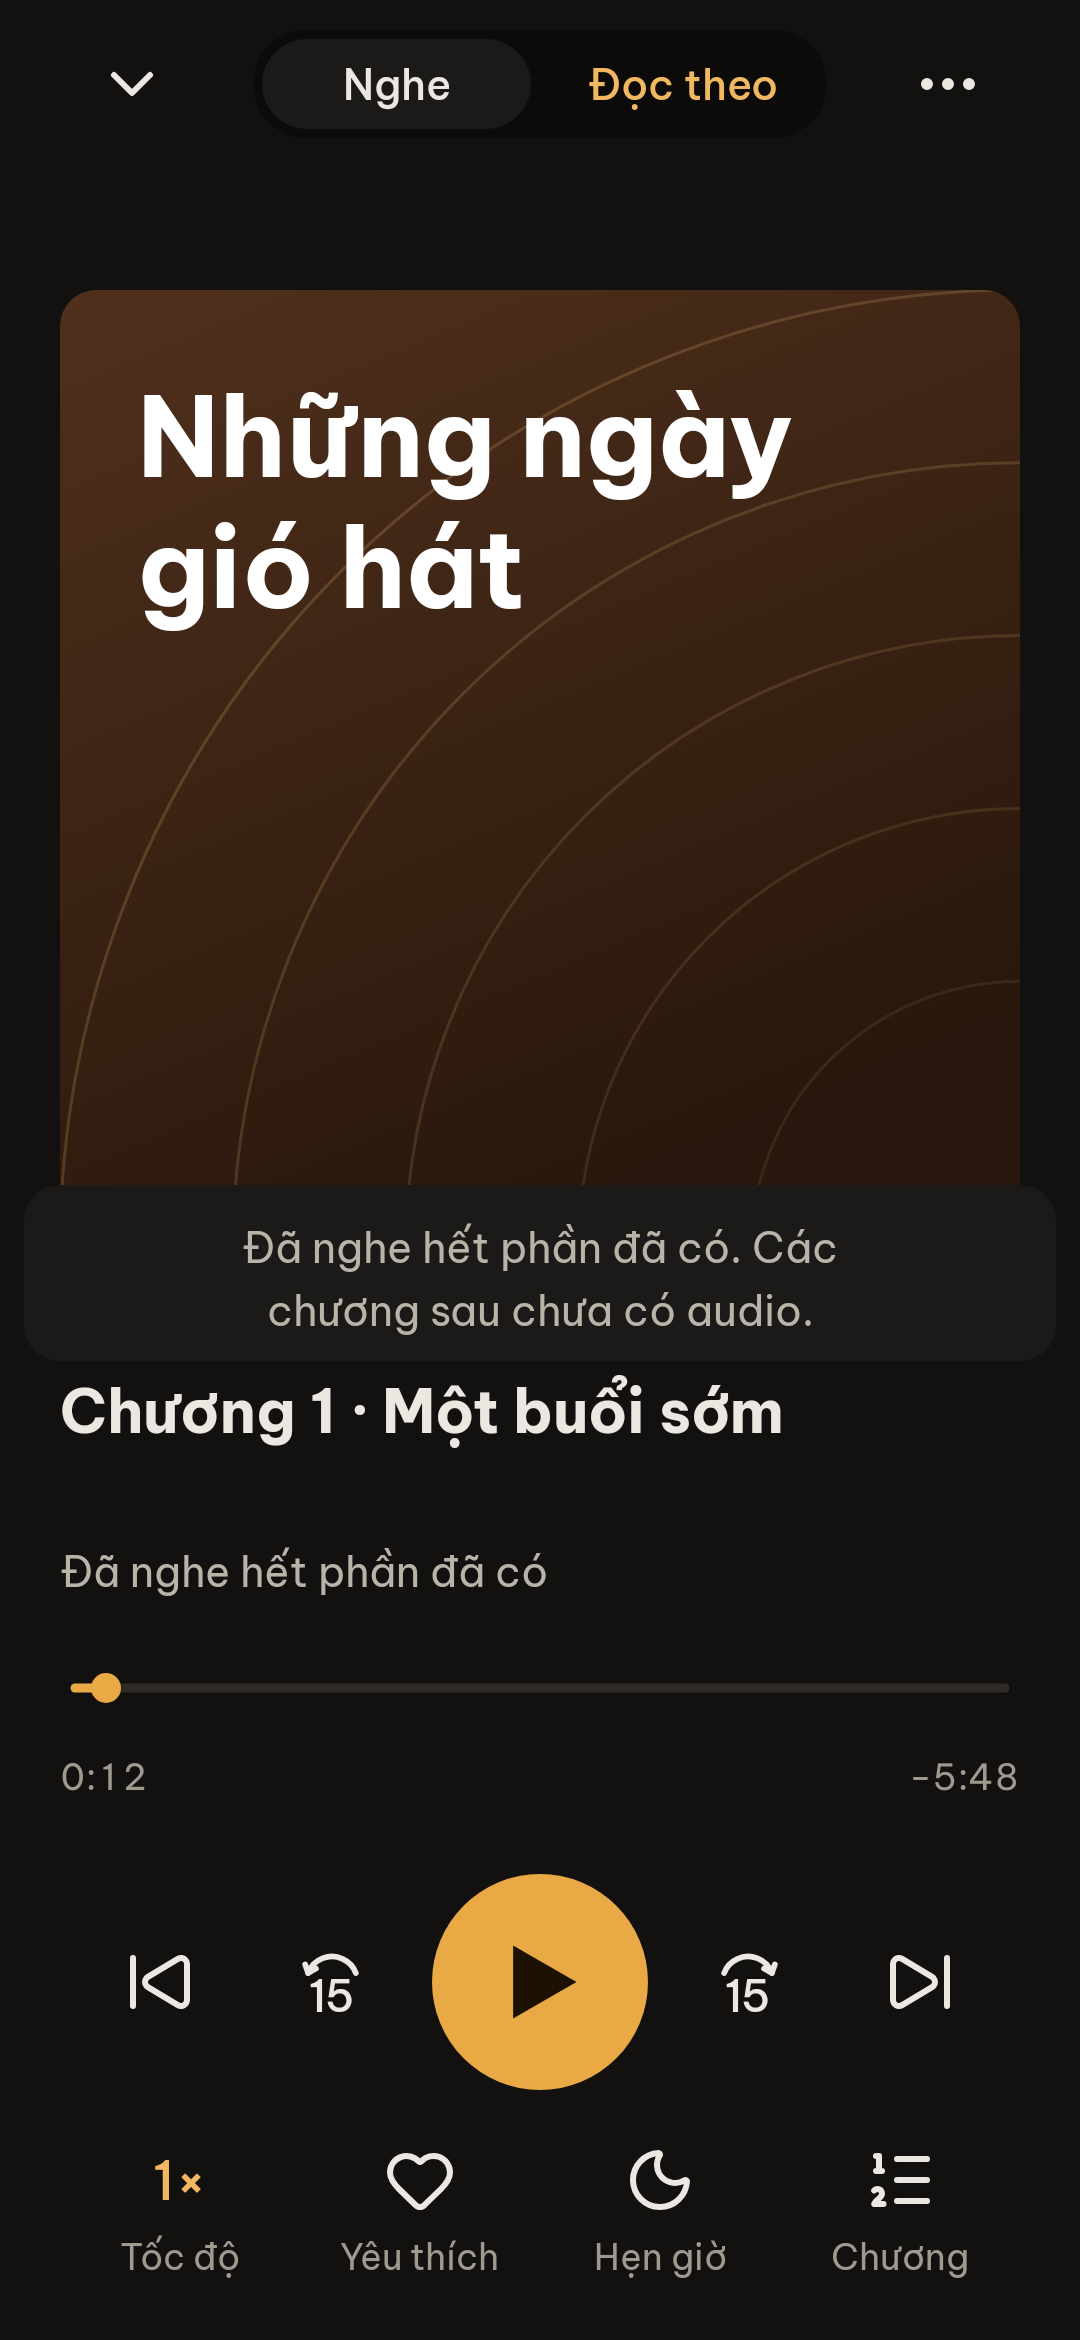 Nghe
Đọc theo
Những ngày
gió hát
Đã nghe hết phần đã có. Các
chương sau chưa có audio.
Chương 1 · Một buổi sớm
Đã nghe hết phần đã có
0:12
−5:48
15
15
1×
Tốc độ
Yêu thích
Hẹn giờ
Chương